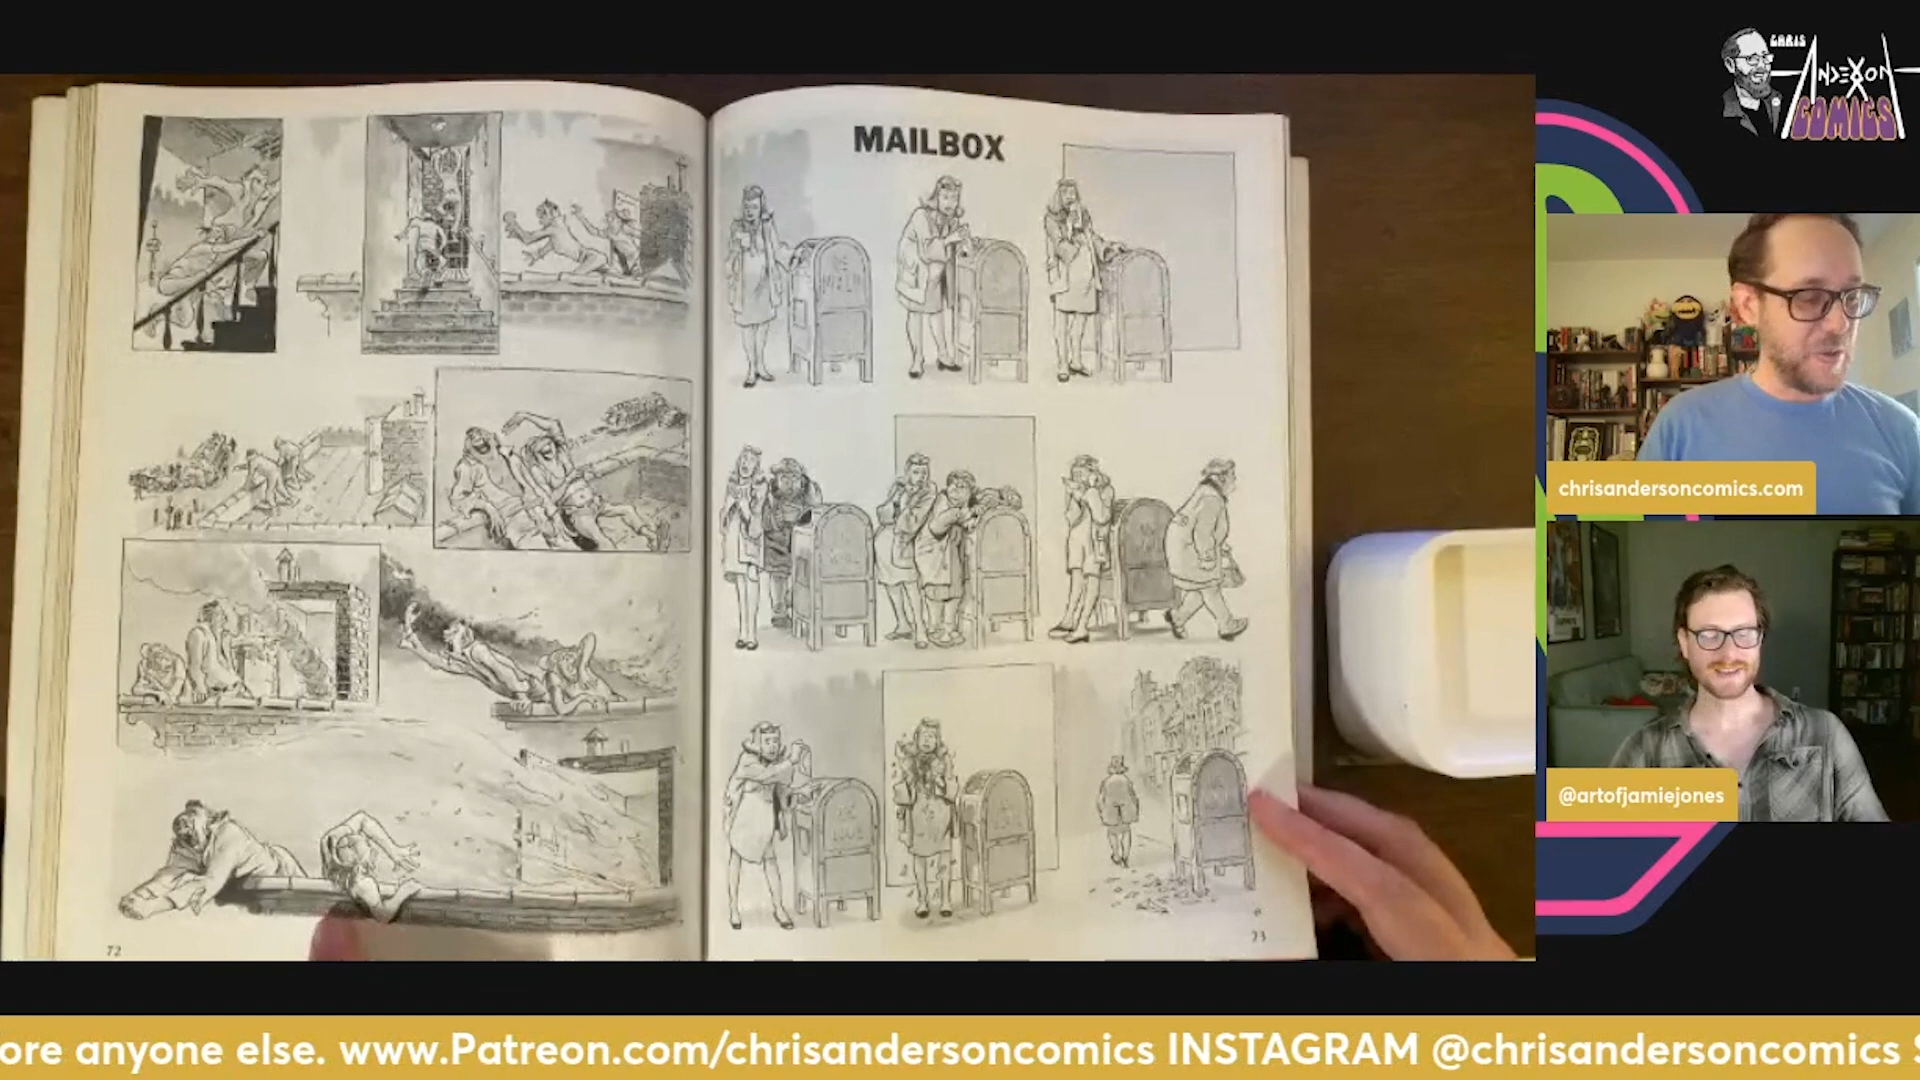 MAILBOX
72
73
CHRIS
ANDERSON
COMICS
chrisandersoncomics.com
@artofjamiejones
ore anyone else. www.Patreon.com/chrisandersoncomics INSTAGRAM @chrisandersoncomics S